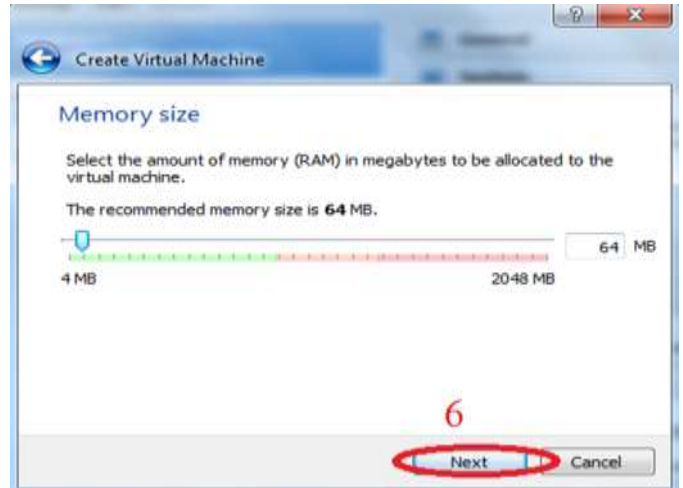 Create Virtual Machine
Memory size
Select the amount of memory (RAM) in megabytes to be allocated to the
virtual machine.
The recommended memory size is 64 MB.
64 MB
4 MB 2048 MB
6
Next Cancel